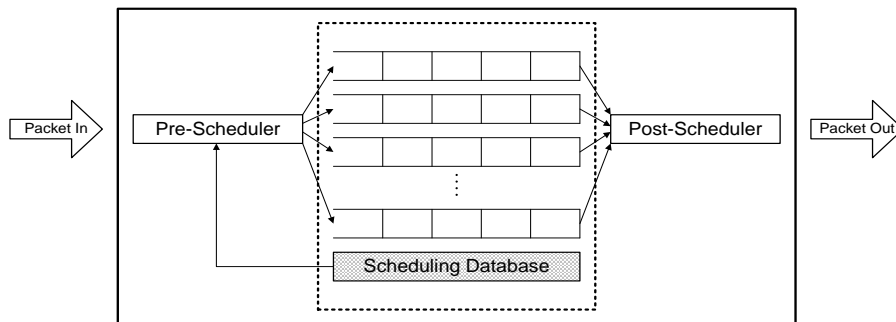 Packet In
Pre-Scheduler
Post-Scheduler
Packet Out
Scheduling Database